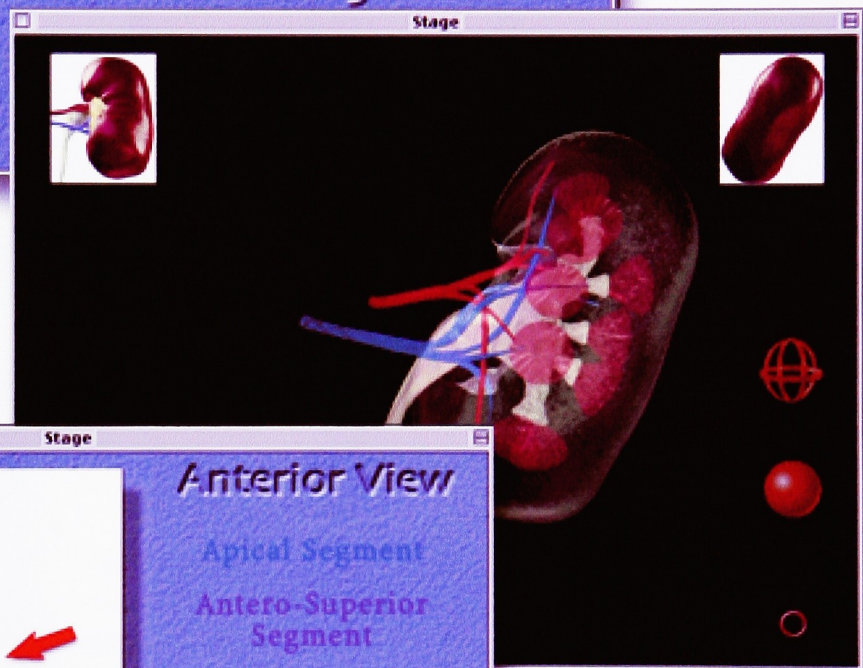 Stage
Stage
Anterior View
Apical Segment
Antero-Superior
Segment